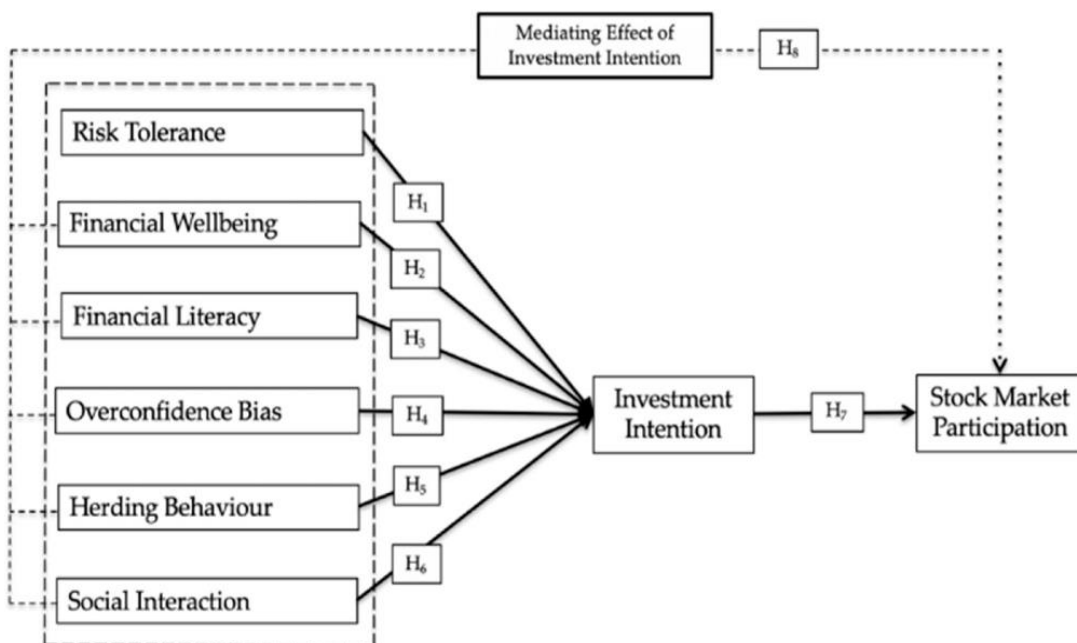 Mediating Effect of
Investment Intention
H₈
Risk Tolerance
H₁
Financial Wellbeing
H₂
Financial Literacy
H₃
Overconfidence Bias
H₄
Herding Behaviour
H₅
Social Interaction
H₆
Investment
Intention
H₇
Stock Market
Participation